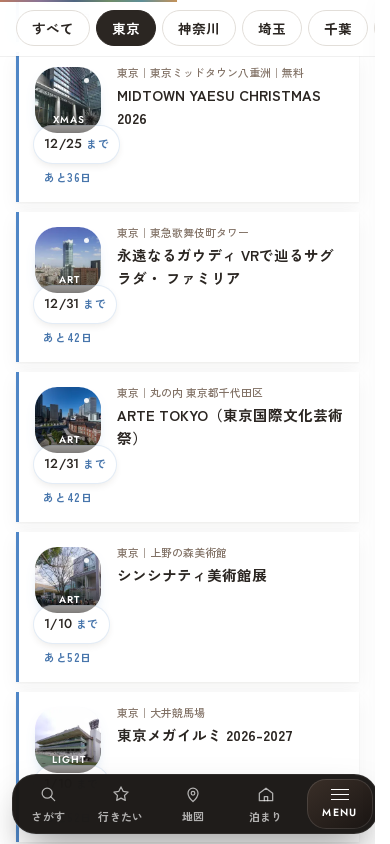 すべて
東京
神奈川
埼玉
千葉
東京｜東京ミッドタウン八重洲｜無料
MIDTOWN YAESU CHRISTMAS
2026
XMAS
12/25 まで
あと36日
東京｜東急歌舞伎町タワー
永遠なるガウディ VRで辿るサグ
ラダ・ ファミリア
ART
12/31 まで
あと42日
東京｜丸の内 東京都千代田区
ARTE TOKYO（東京国際文化芸術
祭）
ART
12/31 まで
あと42日
東京｜上野の森美術館
シンシナティ美術館展
ART
1/10 まで
あと52日
東京｜大井競馬場
東京メガイルミ 2026-2027
LIGHT
さがす
行きたい
地図
泊まり
MENU